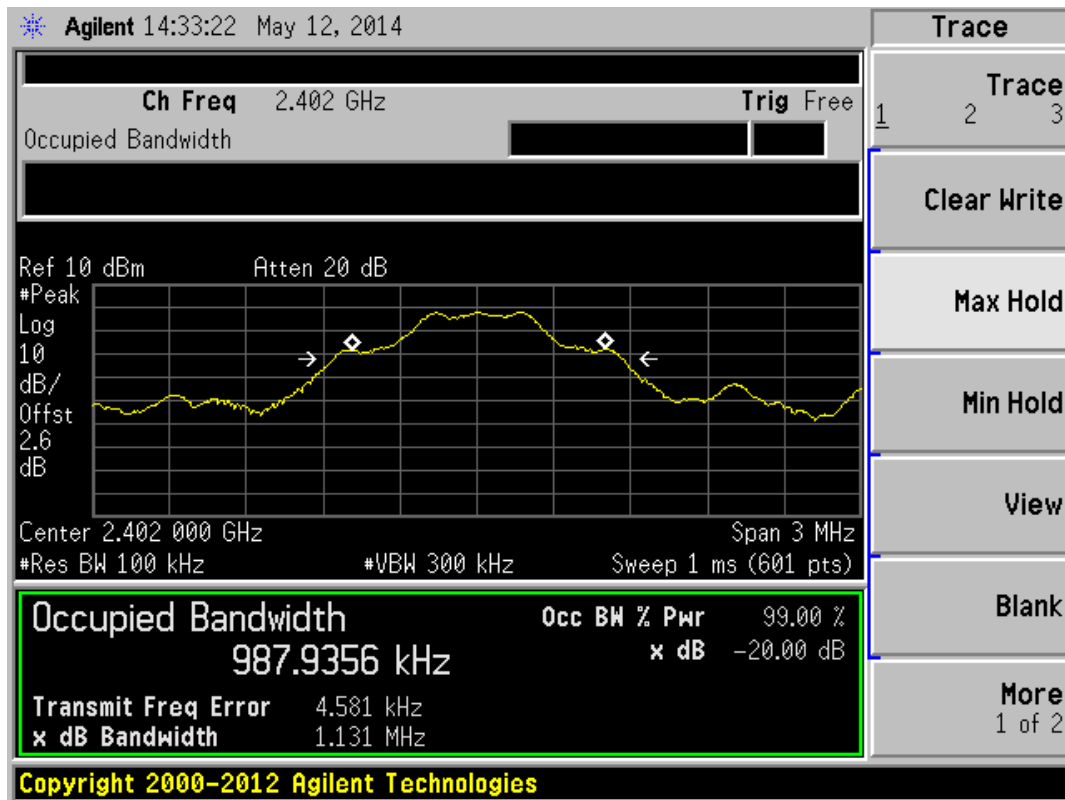 Agilent 14:33:22 May 12, 2014
Trace
Ch Freq 2.402 GHz
Trig Free
Occupied Bandwidth
Trace
1 2 3
Clear Write
Max Hold
Min Hold
View
Blank
More
1 of 2
Ref 10 dBm
Atten 20 dB
#Peak
Log
10
dB/
Offst
2.6
dB
Center 2.402 000 GHz
Span 3 MHz
#Res BW 100 kHz
#VBW 300 kHz
Sweep 1 ms (601 pts)
Occupied Bandwidth
987.9356 kHz
Occ BW % Pwr 99.00 %
x dB -20.00 dB
Transmit Freq Error 4.581 kHz
x dB Bandwidth 1.131 MHz
Copyright 2000-2012 Agilent Technologies